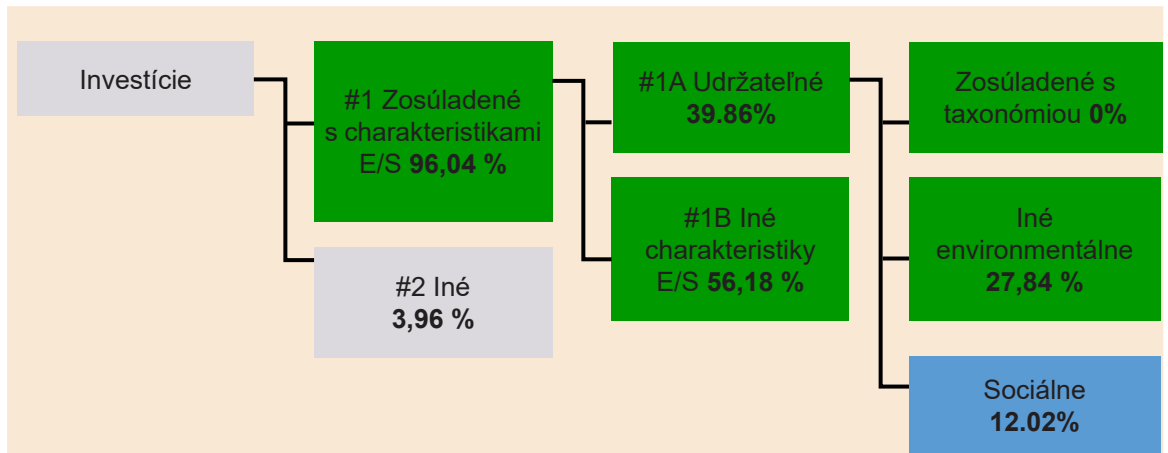 Investície
#1 Zosúladené
s charakteristikami
E/S 96,04 %
#2 Iné
3,96 %
#1A Udržateľné
39.86%
#1B Iné
charakteristiky
E/S 56,18 %
Zosúladené s
taxonómiou 0%
Iné
environmentálne
27,84 %
Sociálne
12.02%